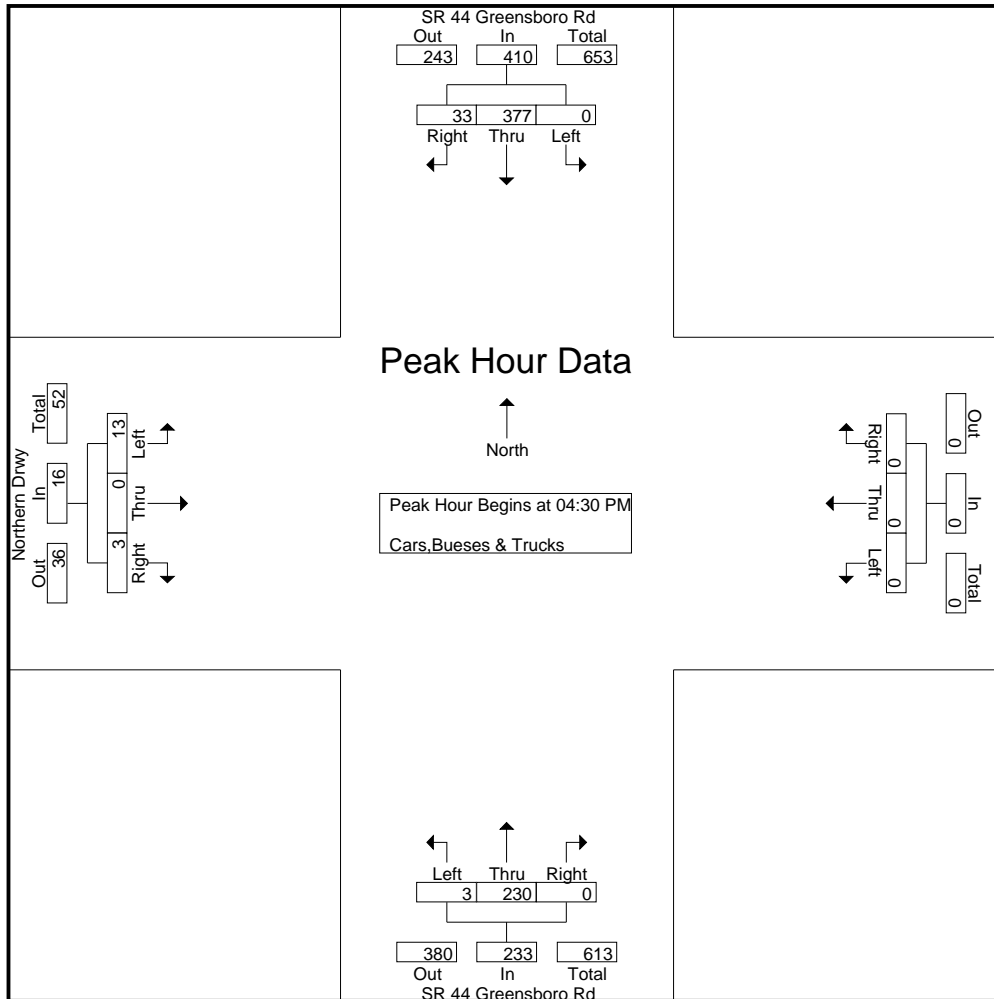 SR 44 Greensboro Rd
Out In Total
243 410 653
33 377 0
Right Thru Left
Peak Hour Data
North
Peak Hour Begins at 04:30 PM
Cars,Bueses & Trucks
Northern Drwy
Out In Total
36 16 52
13 0 3
Left Thru Right
Out In Total
0 0 0
Right Thru Left
0 0 0
Left Thru Right
3 230 0
380 233 613
Out In Total
SR 44 Greensboro Rd